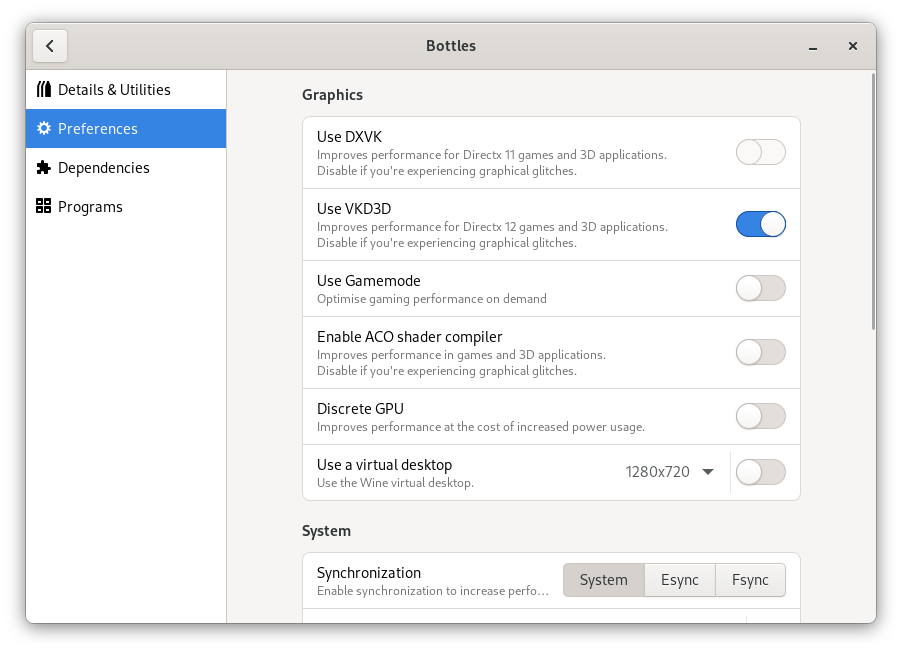 Bottles
Details & Utilities
Preferences
Dependencies
Programs
Graphics
Use DXVK
Improves performance for Directx 11 games and 3D applications.
Disable if you're experiencing graphical glitches.
Use VKD3D
Improves performance for Directx 12 games and 3D applications.
Disable if you're experiencing graphical glitches.
Use Gamemode
Optimise gaming performance on demand
Enable ACO shader compiler
Improves performance in games and 3D applications.
Disable if you're experiencing graphical glitches.
Discrete GPU
Improves performance at the cost of increased power usage.
Use a virtual desktop
Use the Wine virtual desktop.
1280x720
System
Synchronization
Enable synchronization to increase perfo…
System Esync Fsync